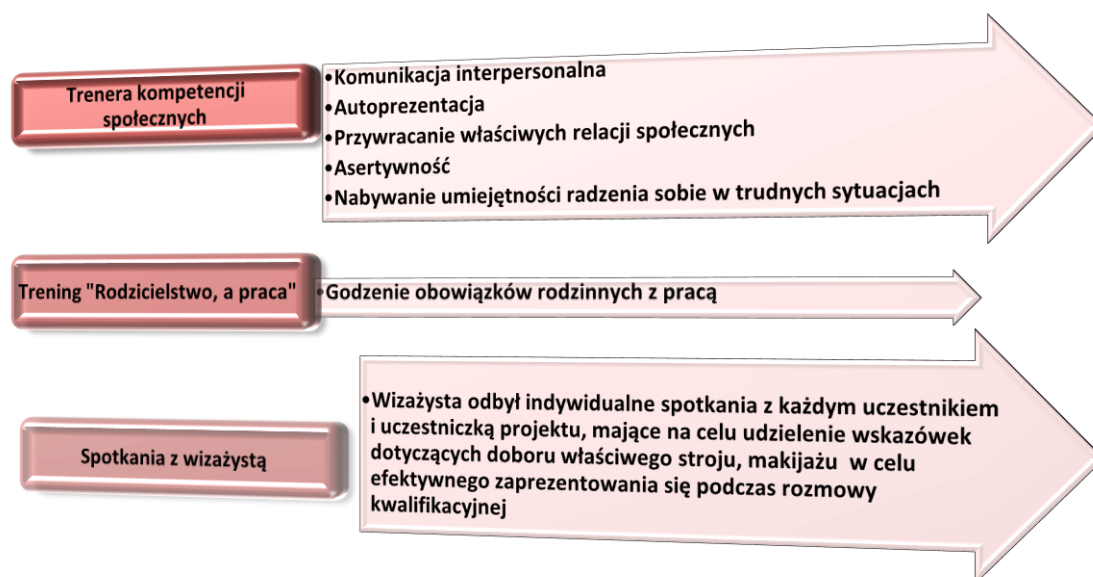 Trenera kompetencji
społecznych
•Komunikacja interpersonalna
•Autoprezentacja
•Przywracanie właściwych relacji społecznych
•Asertywność
•Nabywanie umiejętności radzenia sobie w trudnych sytuacjach
Trening "Rodzicielstwo, a praca"
•Godzenie obowiązków rodzinnych z pracą
Spotkania z wizażystą
•Wizażysta odbył indywidualne spotkania z każdym uczestnikiem
i uczestniczką projektu, mające na celu udzielenie wskazówek
dotyczących doboru właściwego stroju, makijażu w celu
efektywnego zaprezentowania się podczas rozmowy
kwalifikacyjnej